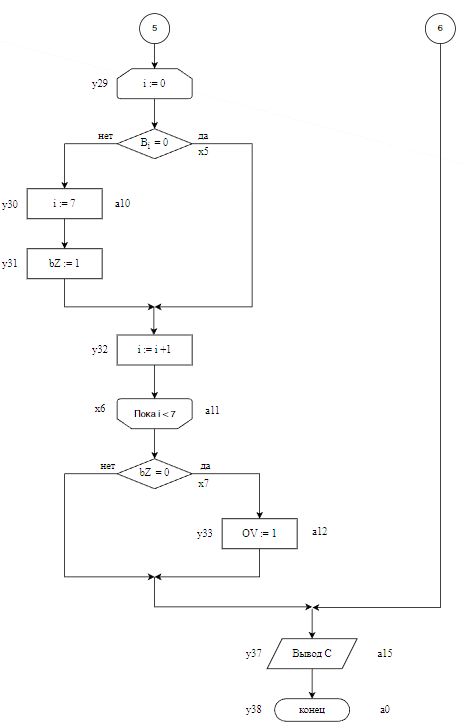 5
6
y29
i := 0
нет
B_i = 0
да
x5
y30
i := 7
a10
y31
bZ := 1
y32
i := i +1
x6
Пока i < 7
a11
нет
bZ = 0
да
x7
y33
OV := 1
a12
y37
Вывод C
a15
y38
конец
a0